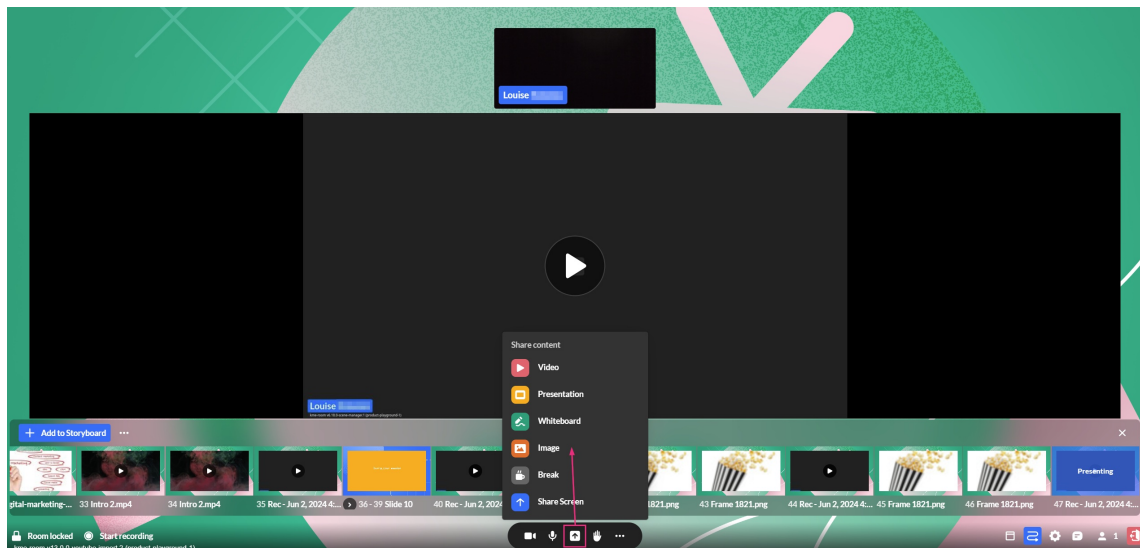 Louise
Louise
Share content
Video
Presentation
Whiteboard
Image
Break
Share Screen
+ Add to Storyboard ...
gital-marketing-... 33 Intro 2.mp4 34 Intro 2.mp4 35 Rec - Jun 2, 2024 4:... 36 - 39 Slide 10 40 Rec - Jun 2, 202 1821.png 43 Frame 1821.png 44 Rec - Jun 2, 2024 4:... 45 Frame 1821.png 46 Frame 1821.png 47 Rec - Jun 2, 2024 4:...
Presenting
Room locked Start recording
1